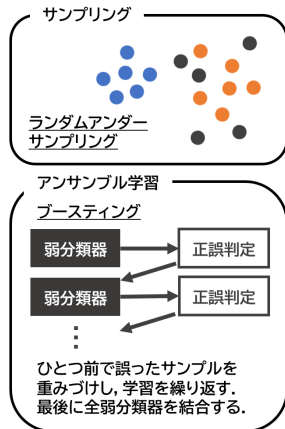 サンプリング
ランダムアンダー
サンプリング
アンサンブル学習
ブースティング
弱分類器
正誤判定
弱分類器
正誤判定
ひとつ前で誤ったサンプルを
重みづけし,学習を繰り返す.
最後に全弱分類器を結合する.